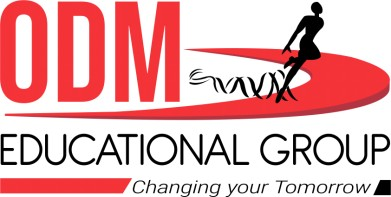 ODM
EDUCATIONAL GROUP
Changing your Tomorrow